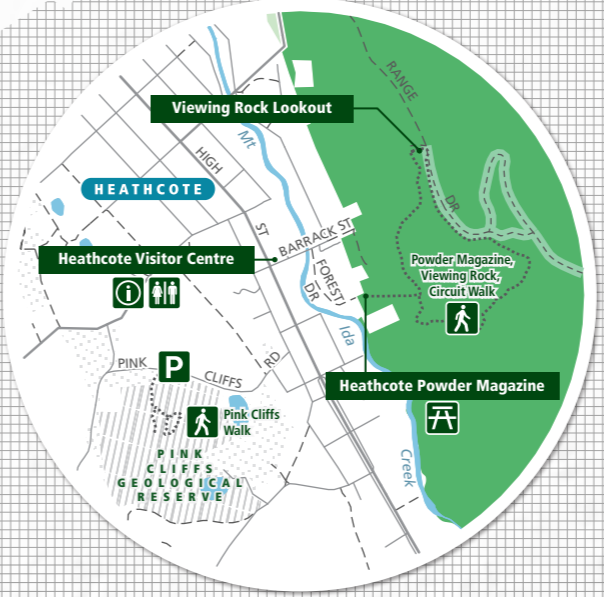 RANGE
Viewing Rock Lookout
Mt
HIGH
HEATHCOTE
DR
ST
BARRACK ST
Heathcote Visitor Centre
i
FOREST
DR
Powder Magazine,
Viewing Rock,
Circuit Walk
Ida
PINK
P
CLIFFS
RD
Heathcote Powder Magazine
Pink Cliffs
Walk
PINK
CLIFFS
GEOLOGICAL
RESERVE
Creek